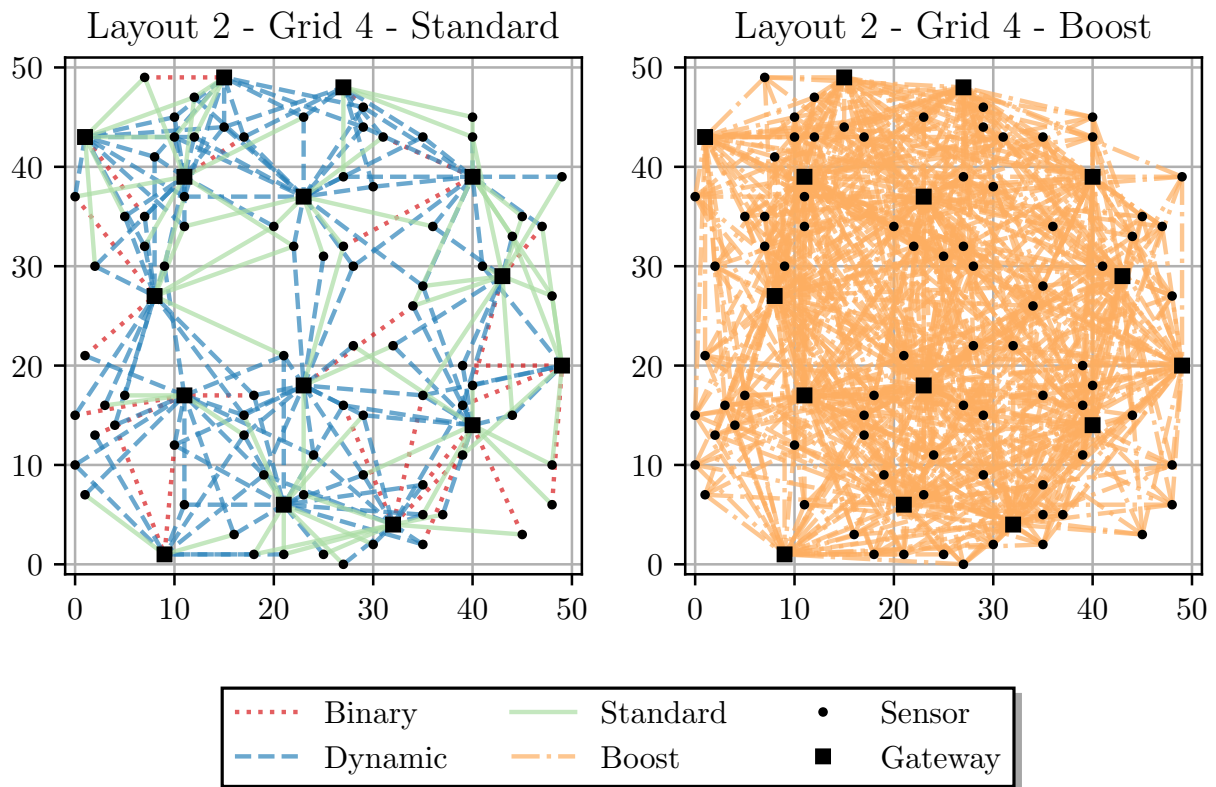 Layout 2 - Grid 4 - Standard
Layout 2 - Grid 4 - Boost
50
40
30
20
10
0
0 10 20 30 40 50
50
40
30
20
10
0
0 10 20 30 40 50
Binary Standard Sensor
Dynamic Boost Gateway